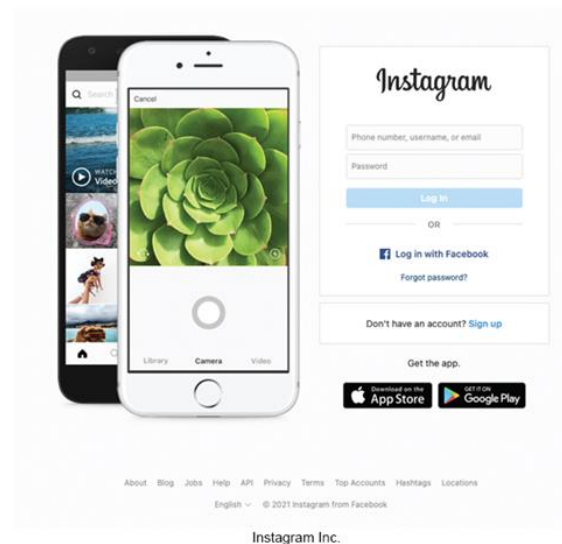 Search
WATCH
Video
Cancel
Library Camera Video
Instagram
Phone number, username, or email
Password
Log In
OR
Log in with Facebook
Forgot password?
Don't have an account? Sign up
Get the app.
Download on the
App Store
GET IT ON
Google Play
About Blog Jobs Help API Privacy Terms Top Accounts Hashtags Locations
English © 2021 Instagram from Facebook
Instagram Inc.